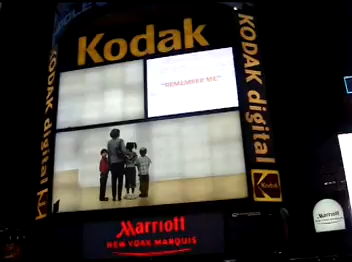 Kodak
"REMEMBER ME"
KODAK digital
KODAK digital
Kodak
Marriott
NEW YORK MARQUIS